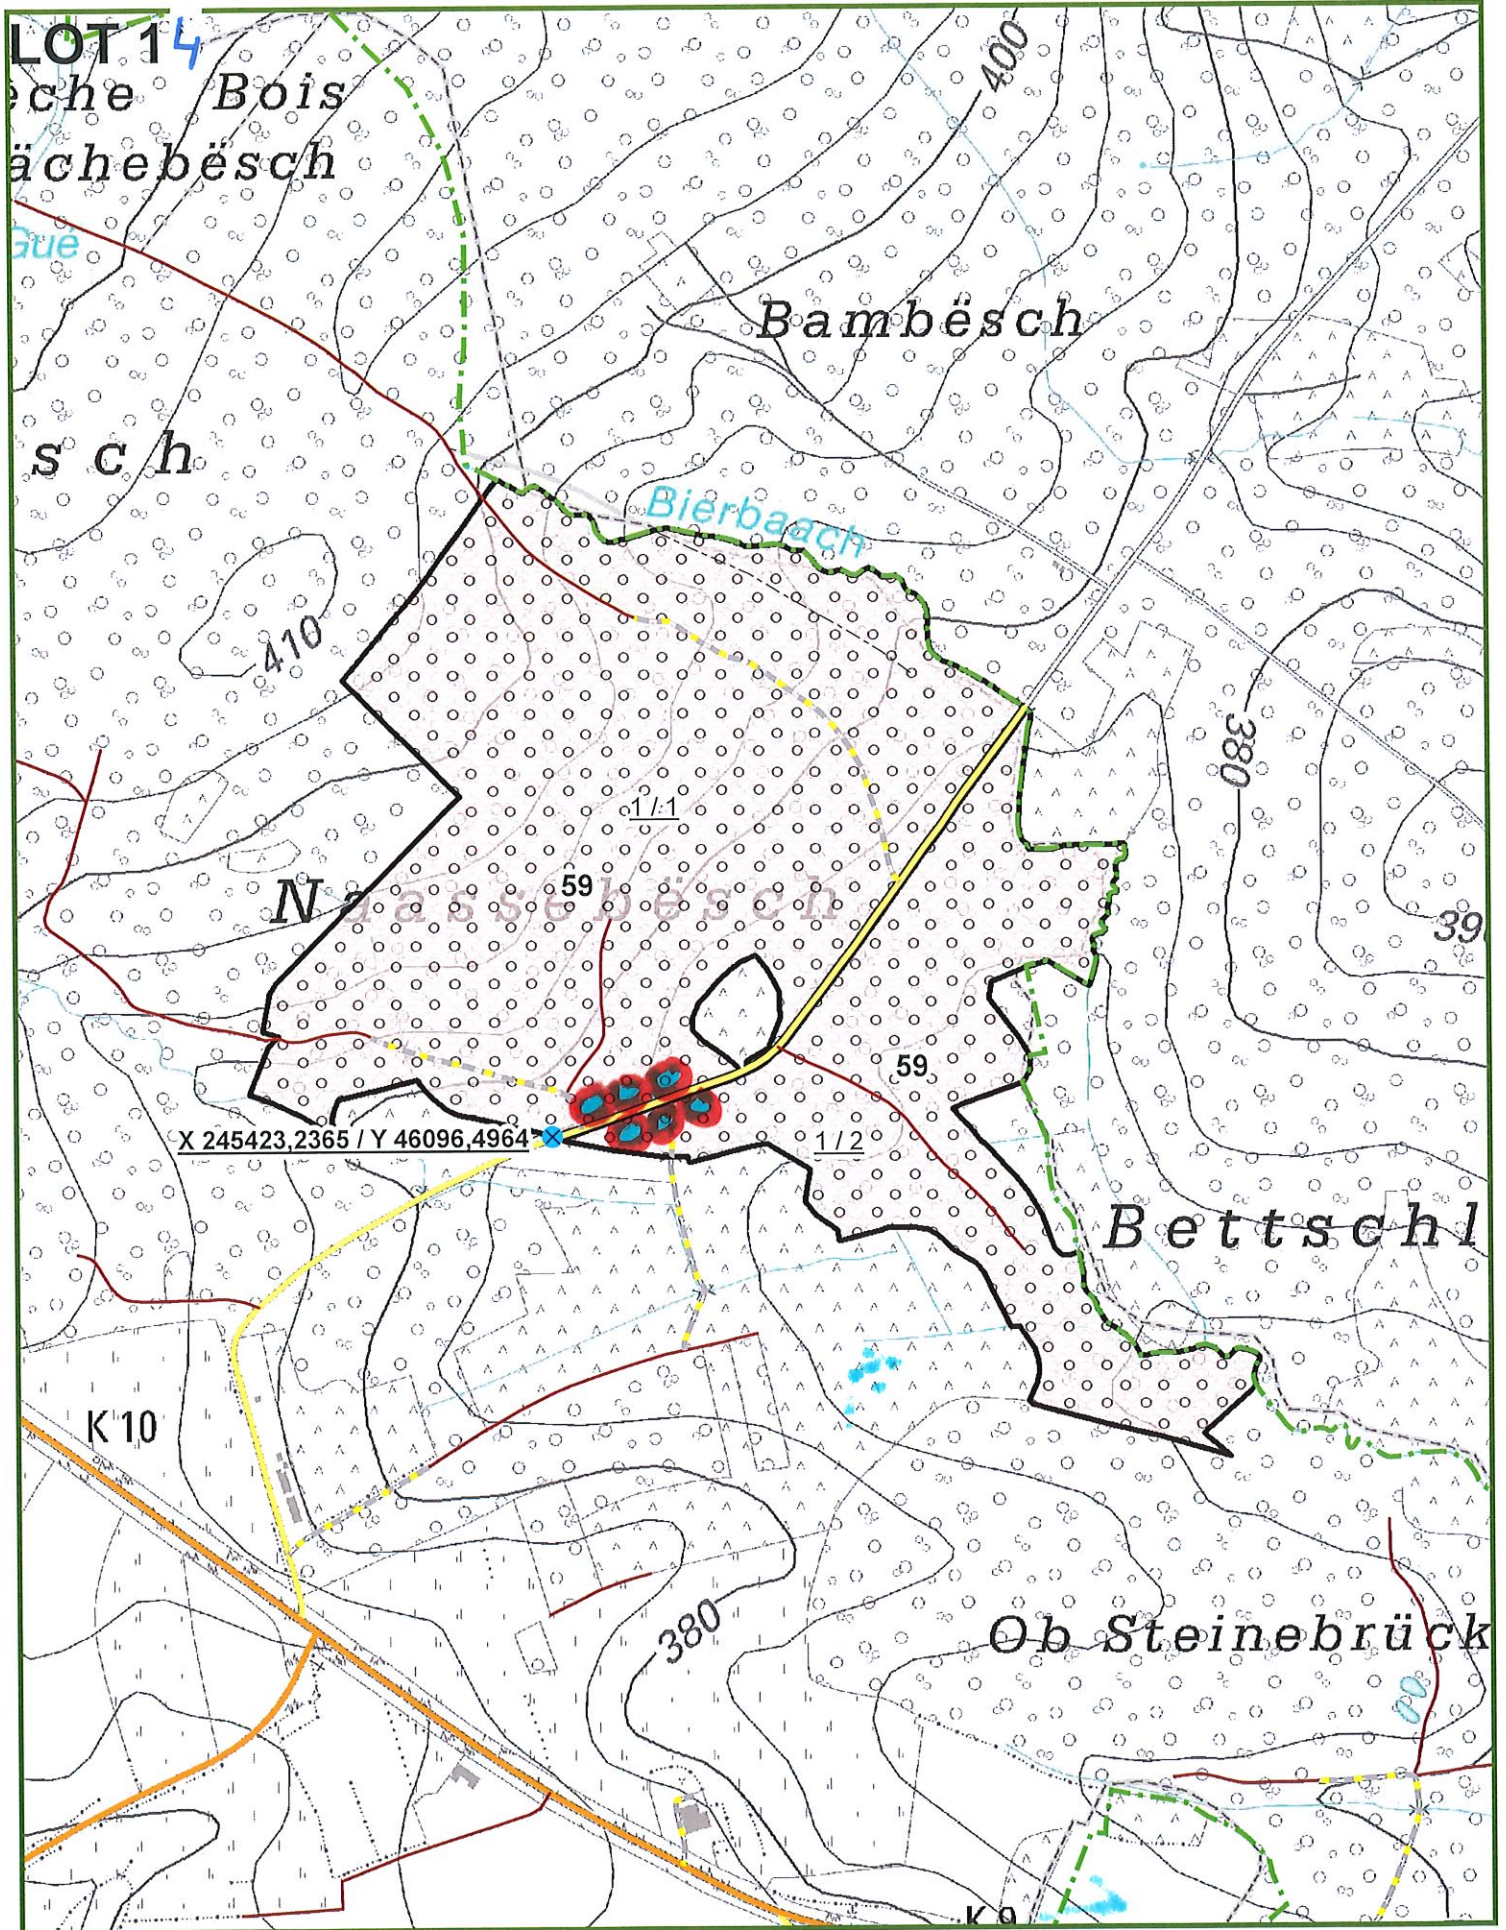 LOT 14
Bois
400
ächebësch
Gué
Bambësch
sch
Bierbaach
410
380
1 / 1
59
Naassebësch
39
59
X 245423,2365 / Y 46096,4964
1 / 2
Bettschl
K 10
380
Ob Steinebrück
K 9